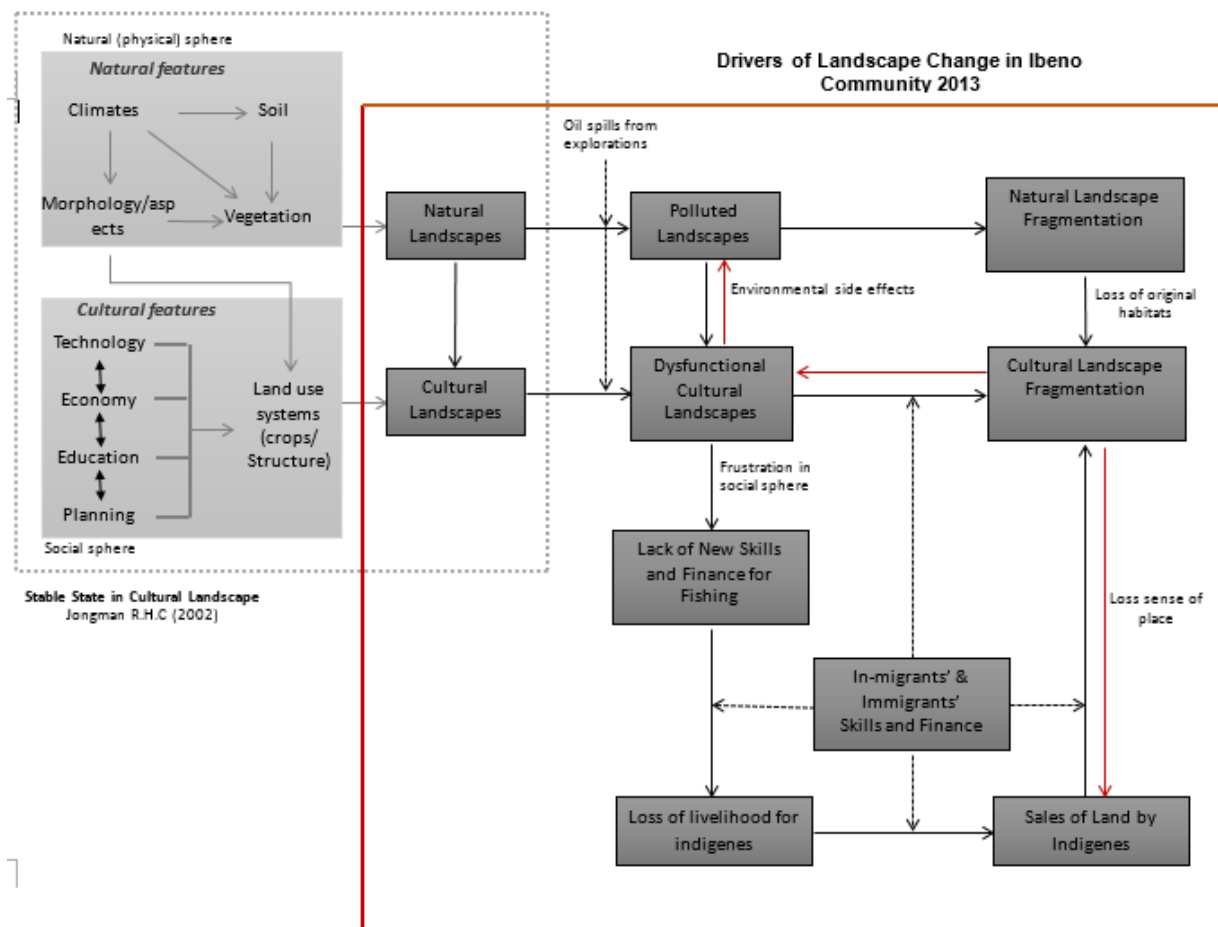 Natural (physical) sphere
Natural features
Climates
Soil
Morphology/asp
ects
Vegetation
Cultural features
Technology
Economy
Education
Planning
Land use
systems
(crops/
Structure)
Social sphere
Stable State in Cultural Landscape
Jongman R.H.C (2002)
Drivers of Landscape Change in Ibeno
Community 2013
Oil spills from
explorations
Natural
Landscapes
Polluted
Landscapes
Natural Landscape
Fragmentation
Environmental side effects
Loss of original
habitats
Cultural
Landscapes
Dysfunctional
Cultural
Landscapes
Cultural Landscape
Fragmentation
Frustration in
social sphere
Lack of New Skills
and Finance for
Fishing
Loss sense of
place
In-migrants' &
Immigrants'
Skills and Finance
Loss of livelihood for
indigenes
Sales of Land by
Indigenes